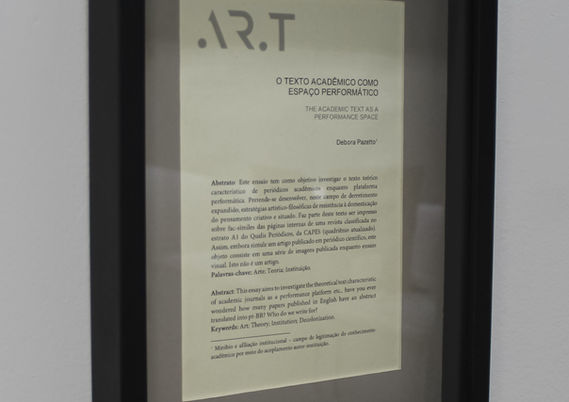 .AR.T
O TEXTO ACADÊMICO COMO
ESPAÇO PERFORMÁTICO
THE ACADEMIC TEXT AS A
PERFORMANCE SPACE
Debora Pazetto¹
Abstrato: Este ensaio tem como objetivo investigar o texto teórico
característico de periódicos acadêmicos enquanto plataforma
performática. Pretende-se desenvolver, neste campo de derretimento
expandido, estratégias artístico-filosóficas de resistência à domesticação
do pensamento criativo e situado. Faz parte deste texto ser impresso
sobre fac-símiles das páginas internas de uma revista classificada no
estrato A1 do Qualis Periódicos, da CAPES (quadriênio atualizado).
Assim, embora simule um artigo publicado em periódico científico, este
objeto consiste em uma série de imagens publicada enquanto ensaio
visual. Isto não é um artigo.
Palavras-chave: Arte; Teoria; Instituição.
Abstract: This essay aims to investigate the theoretical text characteristic
of academic journals as a performance platform etc., have you ever
wondered how many papers published in English have an abstract
translated into pt-BR? Who do we write for?
Keywords: Art; Theory; Institution; Decolonization.
¹ Minibio e afiliação institucional – campo de legitimação do conhecimento
acadêmico por meio do acoplamento autor-instituição.